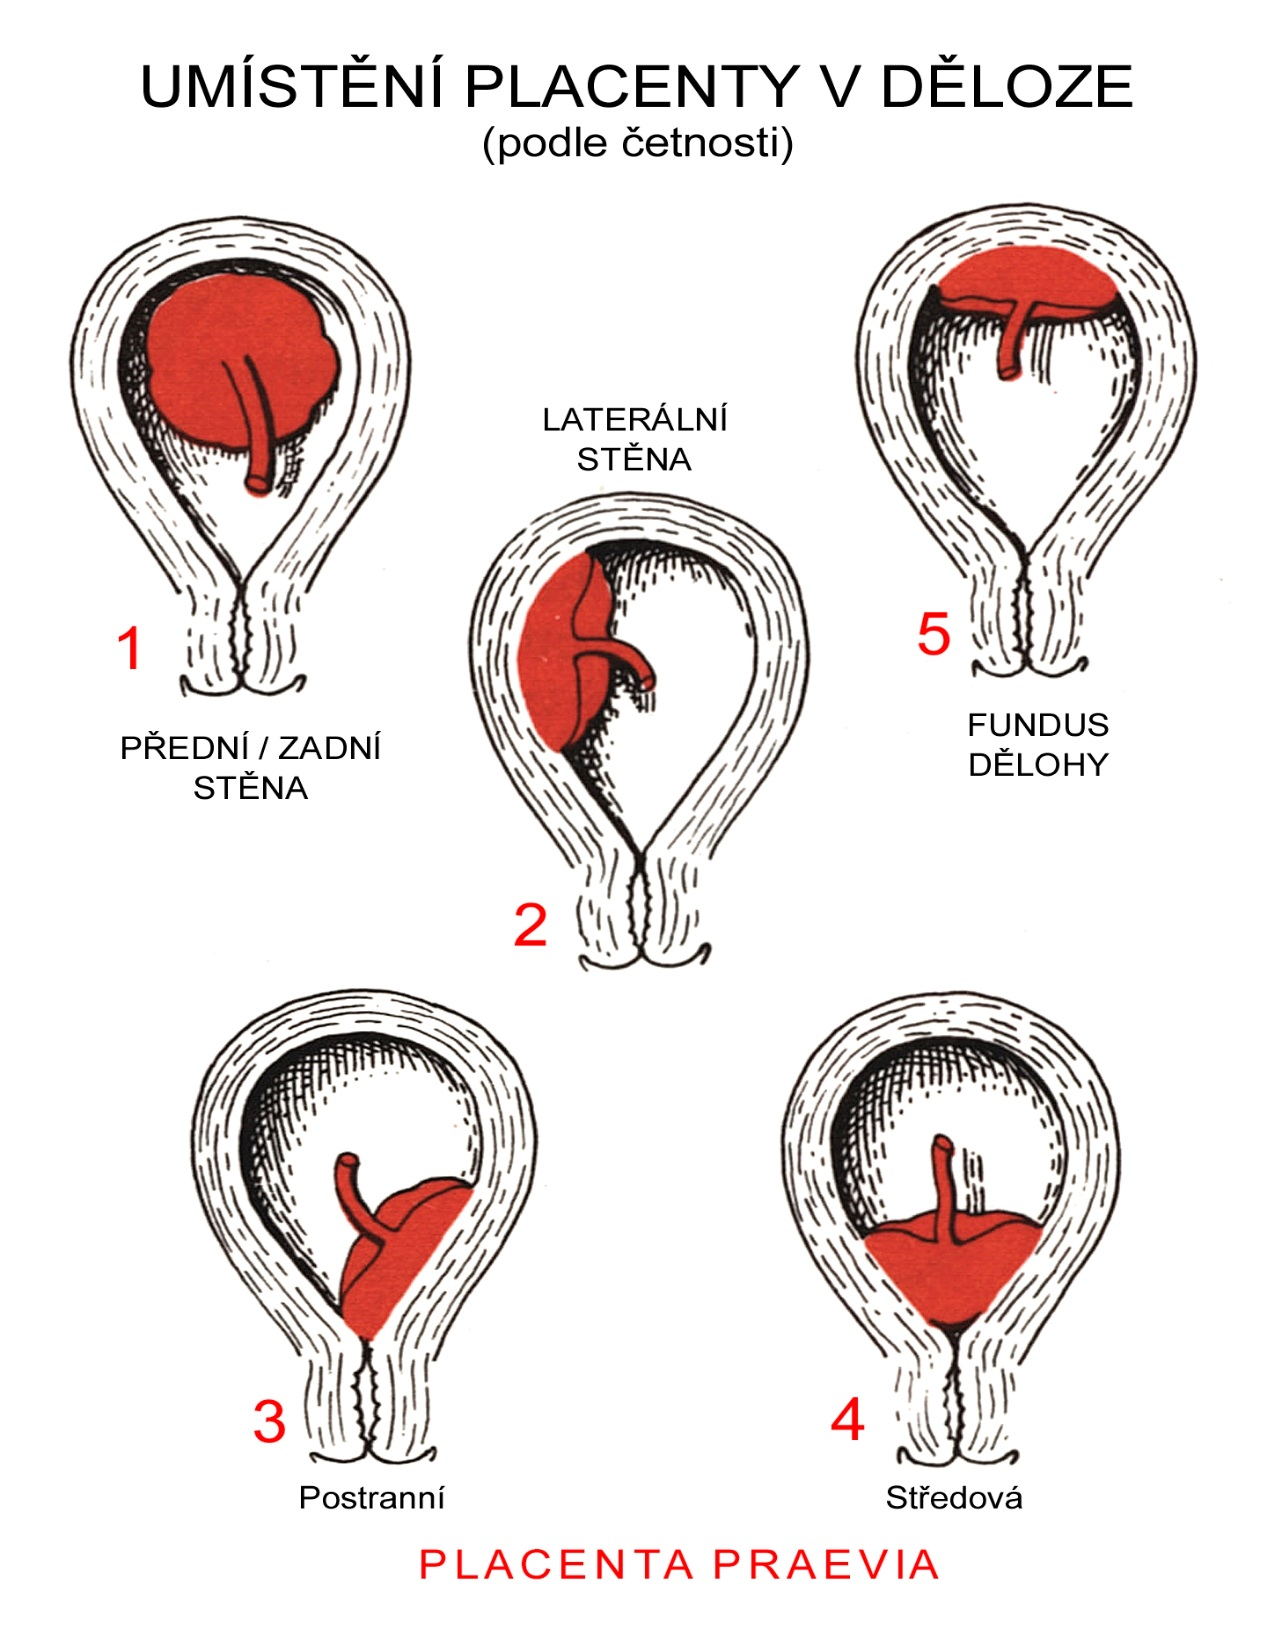 UMÍSTĚNÍ PLACENTY V DĚLOZE
(podle četnosti)
1
PŘEDNÍ / ZADNÍ
STĚNA
LATERÁLNÍ
STĚNA
2
5
FUNDUS
DĚLOHY
3
Postranní
4
Středová
PLACENTA PRAEVIA